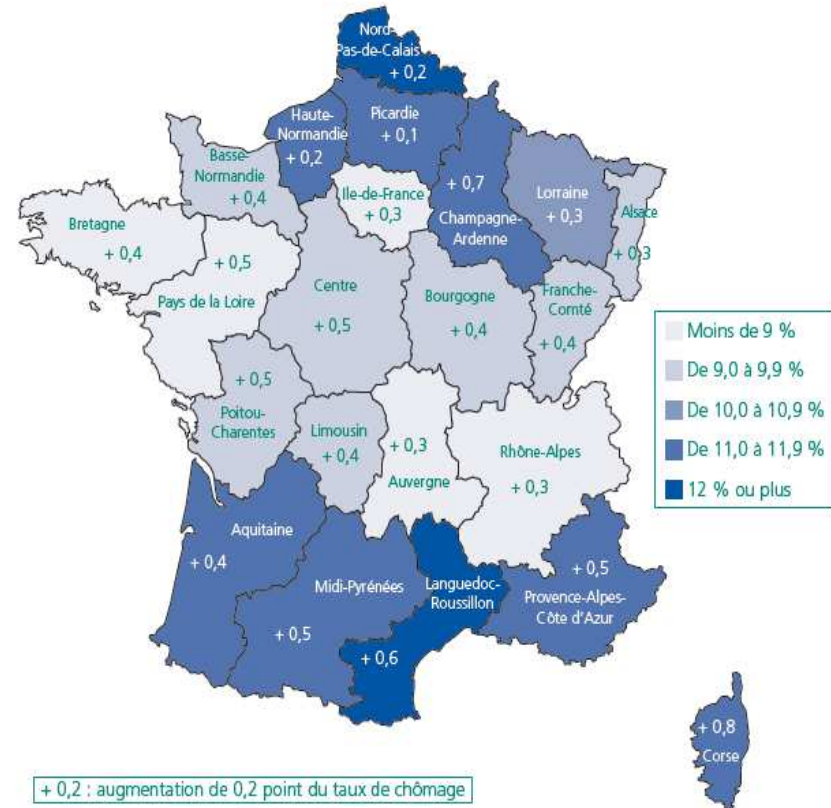 Nord-
Pas-de-Calais
+ 0,2
Haute-
Normandie
+ 0,2
Picardie
+ 0,1
Basse-
Normandie
+ 0,4
Ile-de-France
+ 0,3
+ 0,7
Champagne-
Ardenne
Lorraine
+ 0,3
Alsace
+ 0,3
Bretagne
+ 0,4
+ 0,5
Pays de la Loire
Centre
+ 0,5
Bourgogne
+ 0,4
Franche-
Comté
+ 0,4
+ 0,5
Poitou-
Charentes
Limousin
+ 0,4
+ 0,3
Auvergne
Rhône-Alpes
+ 0,3
Aquitaine
+ 0,4
Midi-Pyrénées
+ 0,5
Languedoc-
Roussillon
+ 0,6
+ 0,5
Provence-Alpes-
Côte d'Azur
+ 0,8
Corse
Moins de 9 %
De 9,0 à 9,9 %
De 10,0 à 10,9 %
De 11,0 à 11,9 %
12 % ou plus
+ 0,2 : augmentation de 0,2 point du taux de chômage